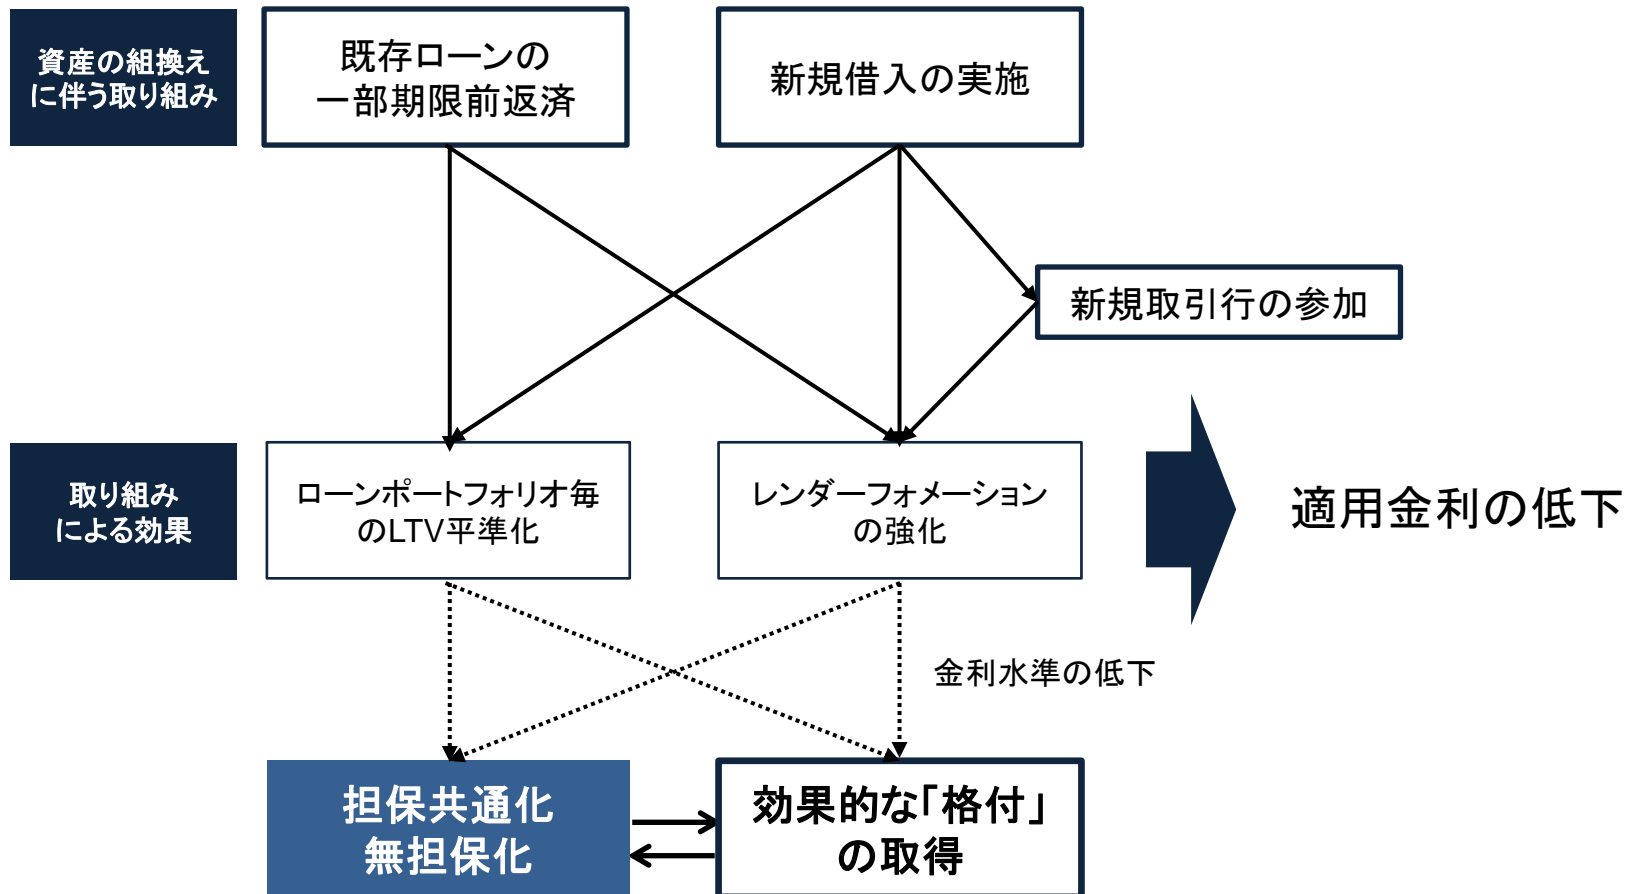 資産の組換え
に伴う取り組み
既存ローンの
一部期限前返済
新規借入の実施
新規取引行の参加
取り組み
による効果
ローンポートフォリオ毎
のLTV平準化
レンダーフォメーション
の強化
適用金利の低下
金利水準の低下
担保共通化
無担保化
効果的な「格付」
の取得